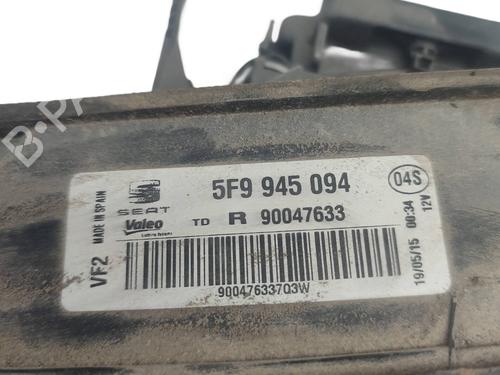 5F9 945 094
04S
SEAT
Valeo
TD R 90047633
90047633703W
MADE IN SPAIN
VF2
19/05/15 00:34
12V
B-PA